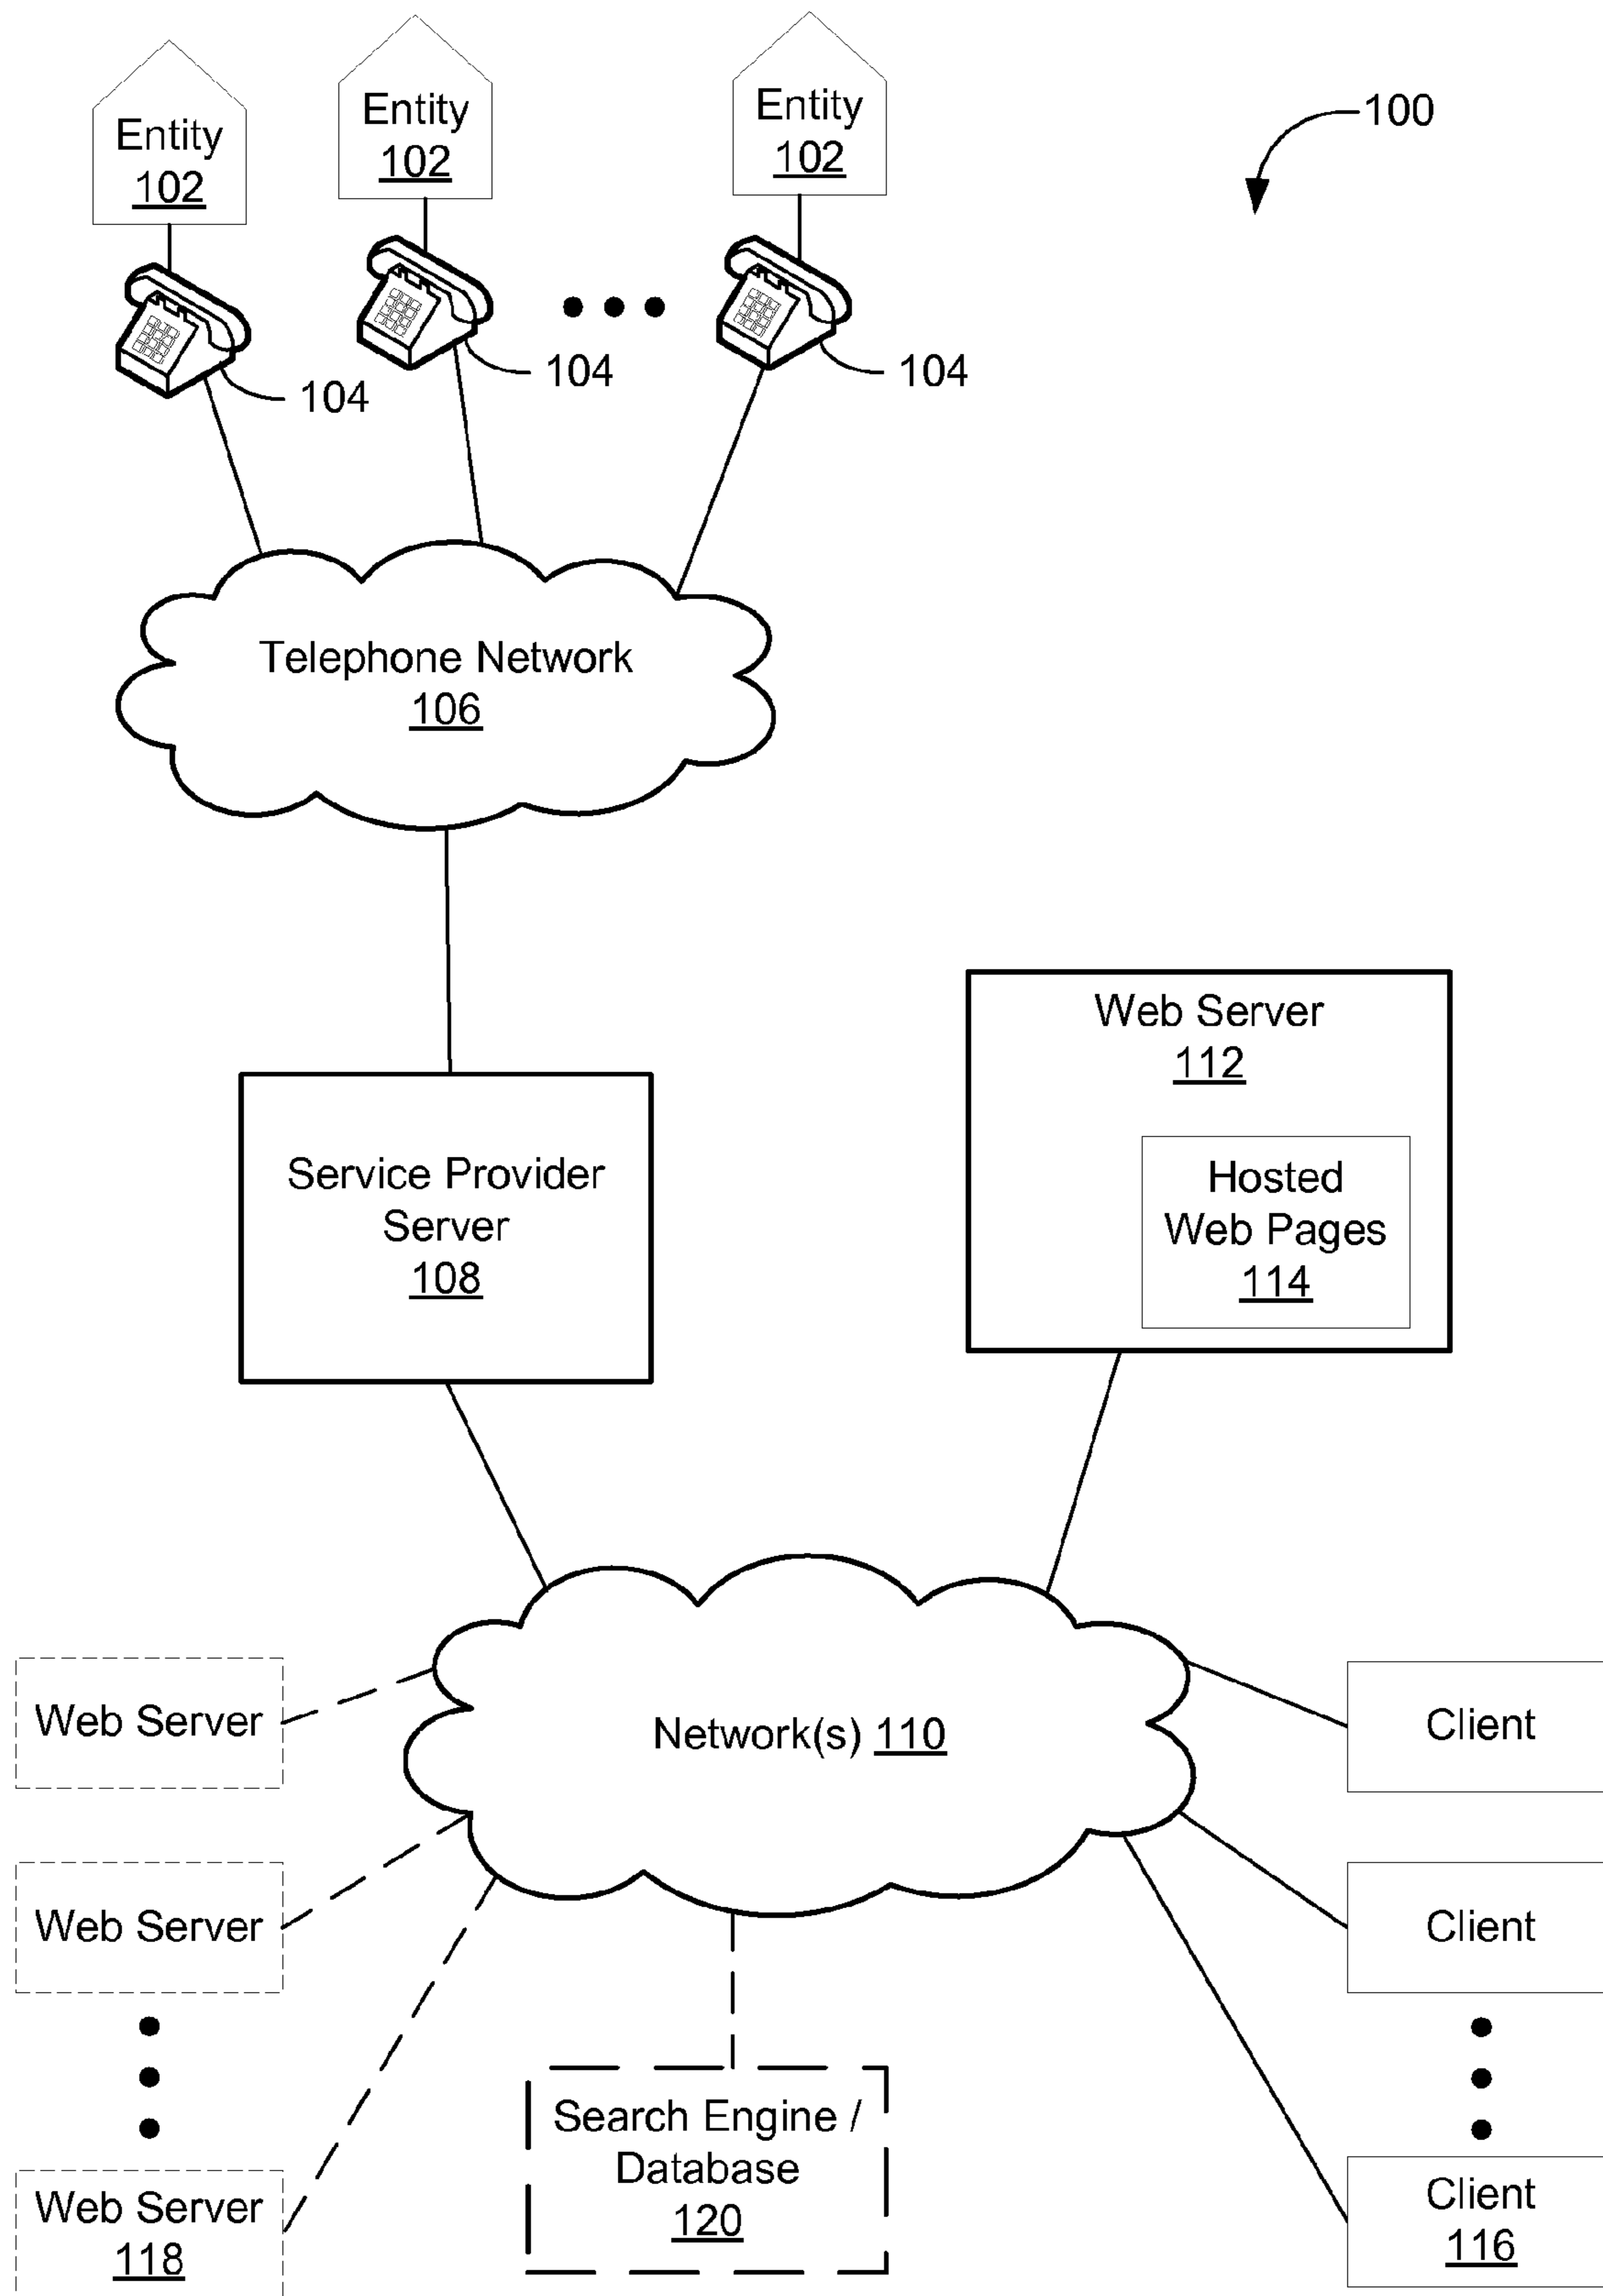 Entity
102
Entity
102
Entity
102
100
104
104
104
Telephone Network
106
Service Provider
Server
108
Web Server
112
Hosted
Web Pages
114
Network(s) 110
Web Server
Web Server
Web Server
118
Search Engine /
Database
120
Client
Client
Client
116